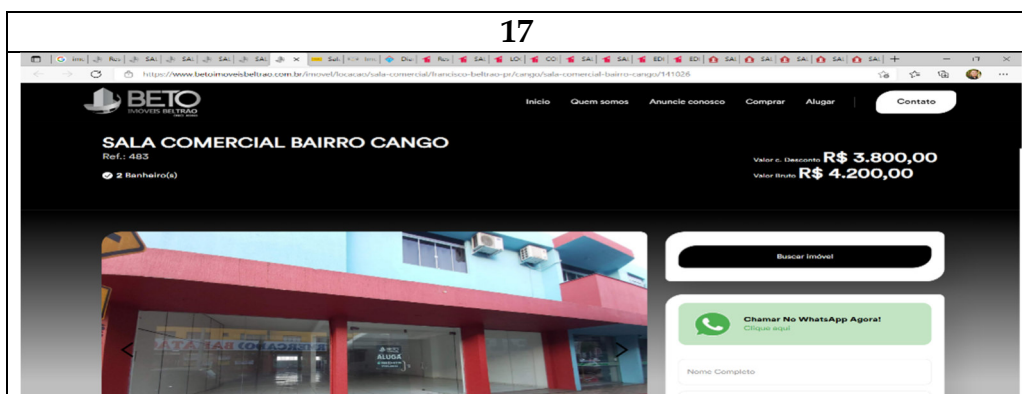 17
https://www.betoimoveisbeltrao.com.br/imovel/locacao/sala-comercial/francisco-beltrao-pr/cango/sala-comercial-bairro-cango/141026
BETO
IMÓVEIS BELTRÃO
Inicio Quem somos Anuncie conosco Comprar Alugar Contato
SALA COMERCIAL BAIRRO CANGO
Ref.: 483
2 Banheiro(s)
Valor c. Desconto R$ 3.800,00
Valor Bruto R$ 4.200,00
Buscar imóvel
ALUGA
Chamar No WhatsApp Agora!
Clique aqui
Nome Completo